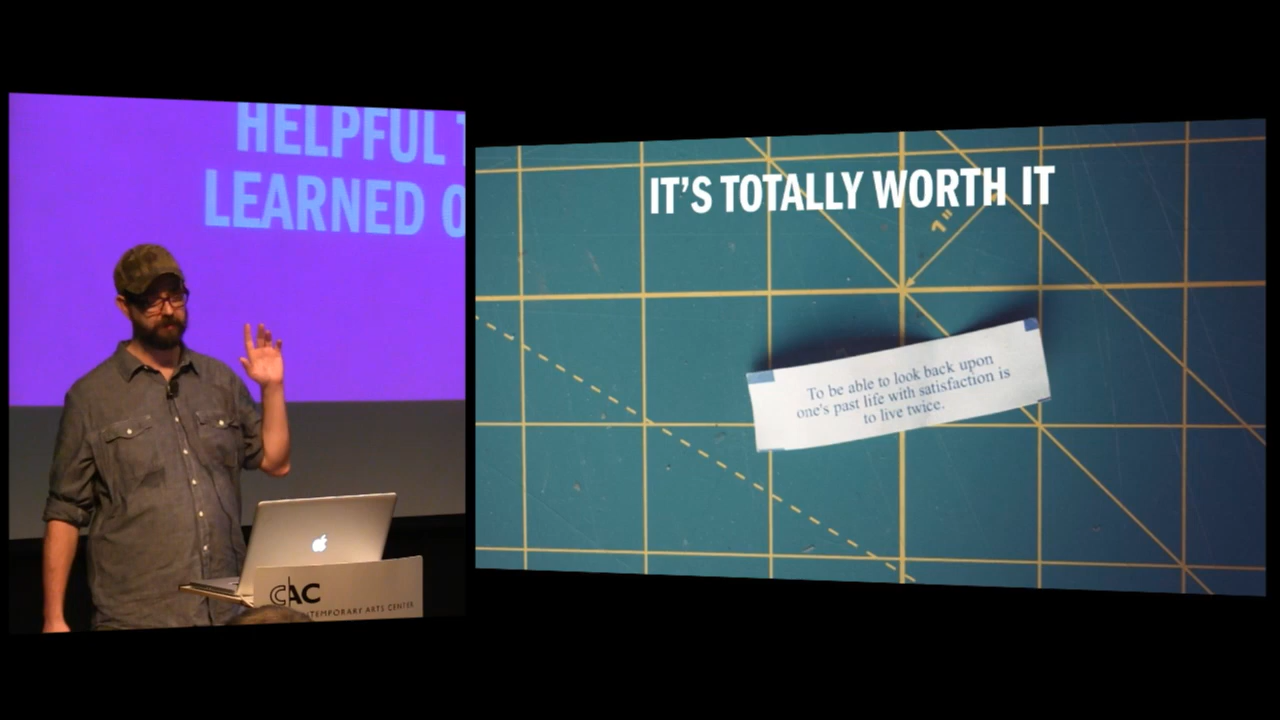 HELPFUL
LEARNED
CAC
CONTEMPORARY ARTS CENTER
IT'S TOTALLY WORTH IT
1"
To be able to look back upon
one's past life with satisfaction is
to live twice.